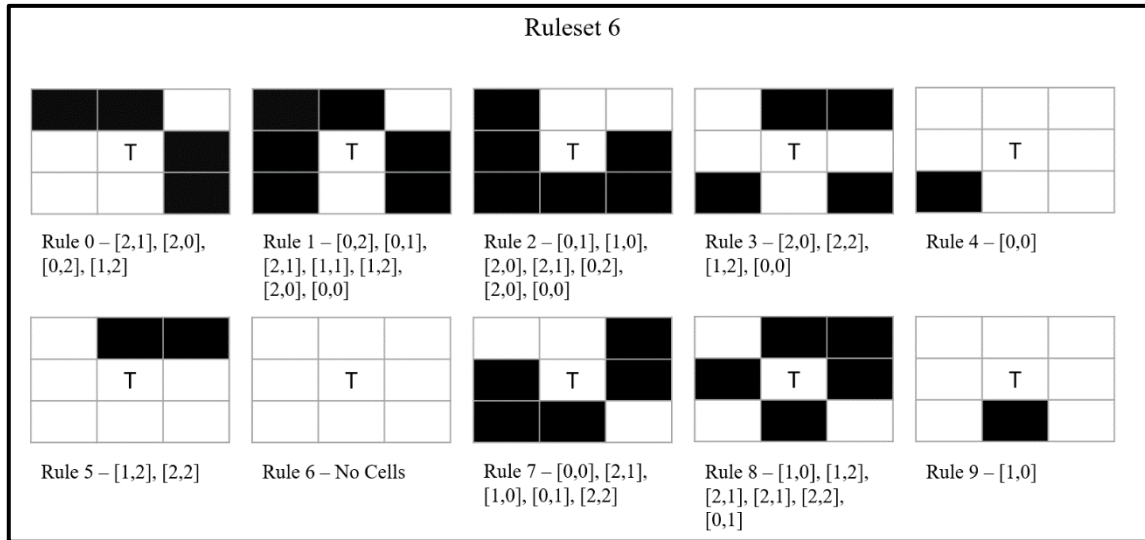 Ruleset 6
T T T T T
Rule 0 – [2,1], [2,0],
[0,2], [1,2]
Rule 1 – [0,2], [0,1],
[2,1], [1,1], [1,2],
[2,0], [0,0]
Rule 2 – [0,1], [1,0],
[2,0], [2,1], [0,2],
[2,0], [0,0]
Rule 3 – [2,0], [2,2],
[1,2], [0,0]
Rule 4 – [0,0]
T T T T T
Rule 5 – [1,2], [2,2]
Rule 6 – No Cells
Rule 7 – [0,0], [2,1],
[1,0], [0,1], [2,2]
Rule 8 – [1,0], [1,2],
[2,1], [2,1], [2,2],
[0,1]
Rule 9 – [1,0]